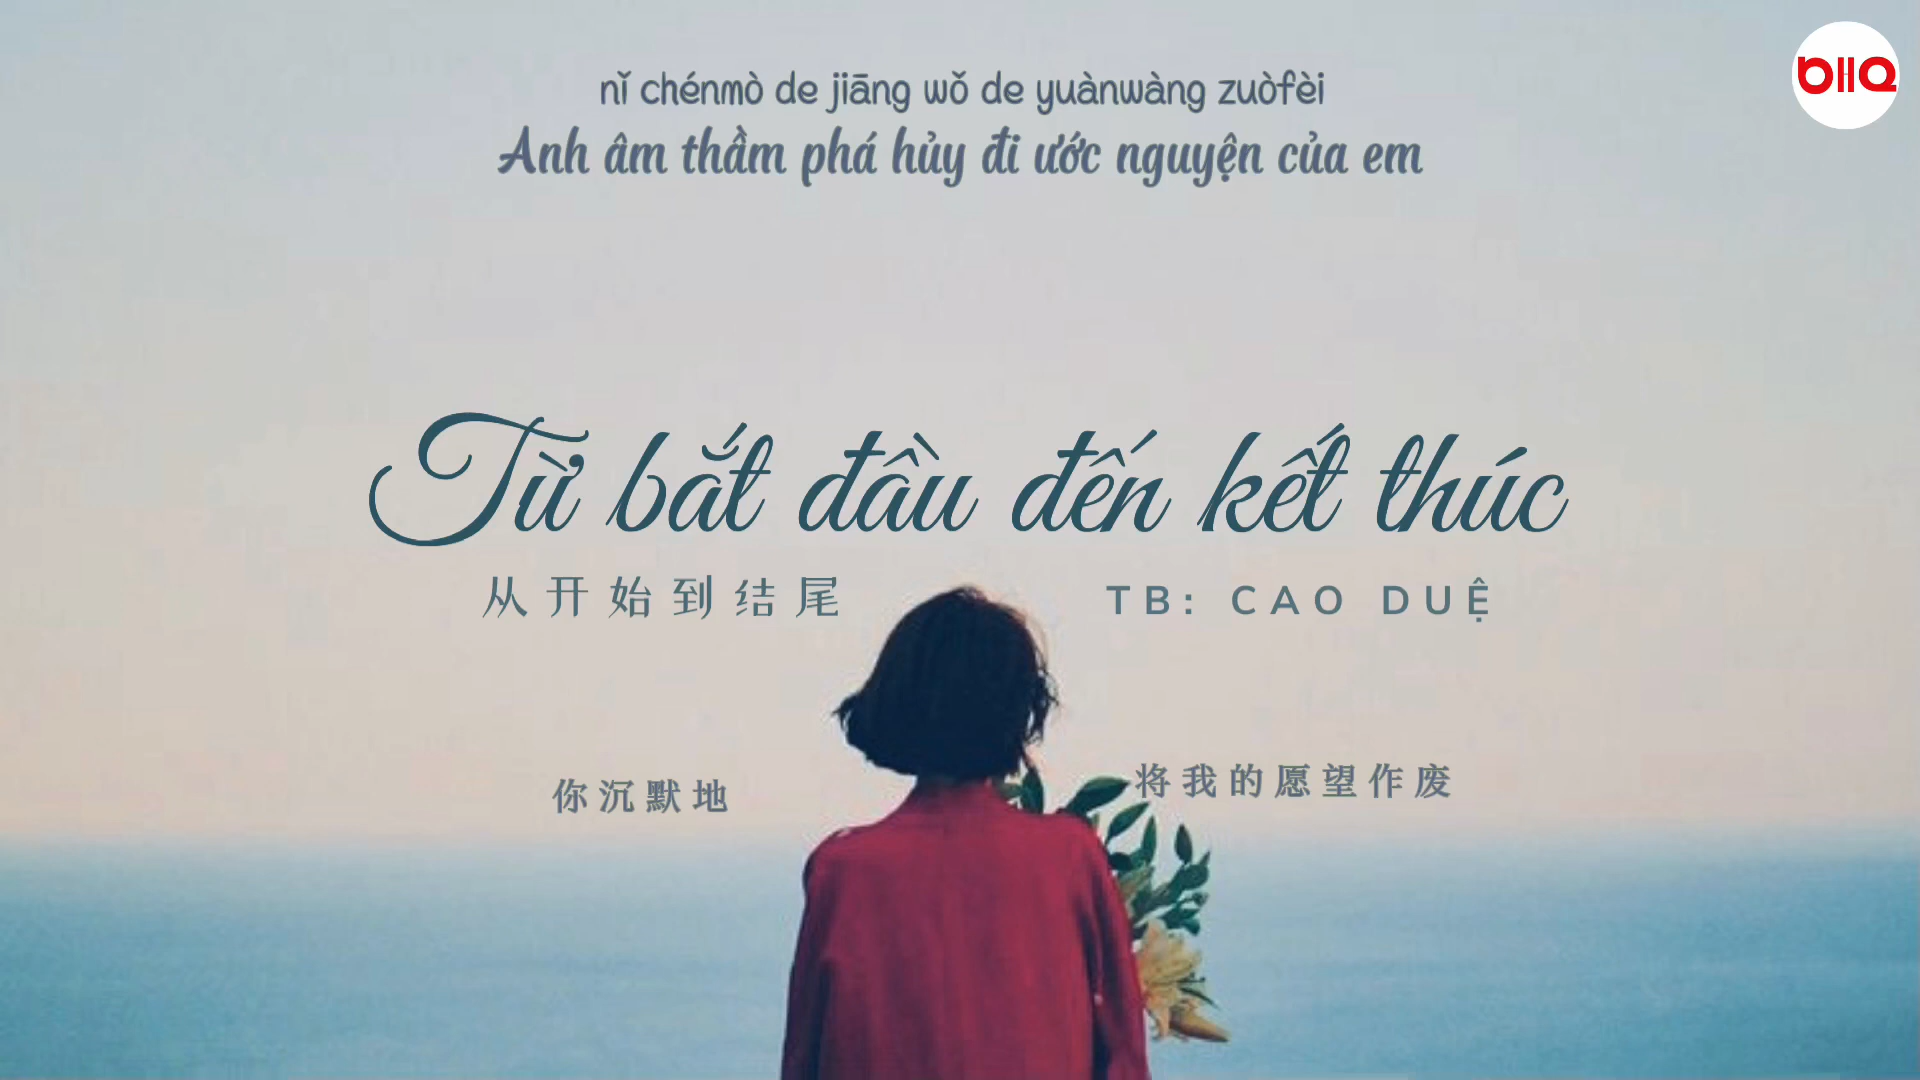 nǐ chénmò de jiāng wǒ de yuànwàng zuòfèi
Anh âm thầm phá hủy đi ước nguyện của em
Từ bắt đầu đến kết thúc
从开始到结尾
TB: CAO DUỆ
你沉默地
将我的愿望作废